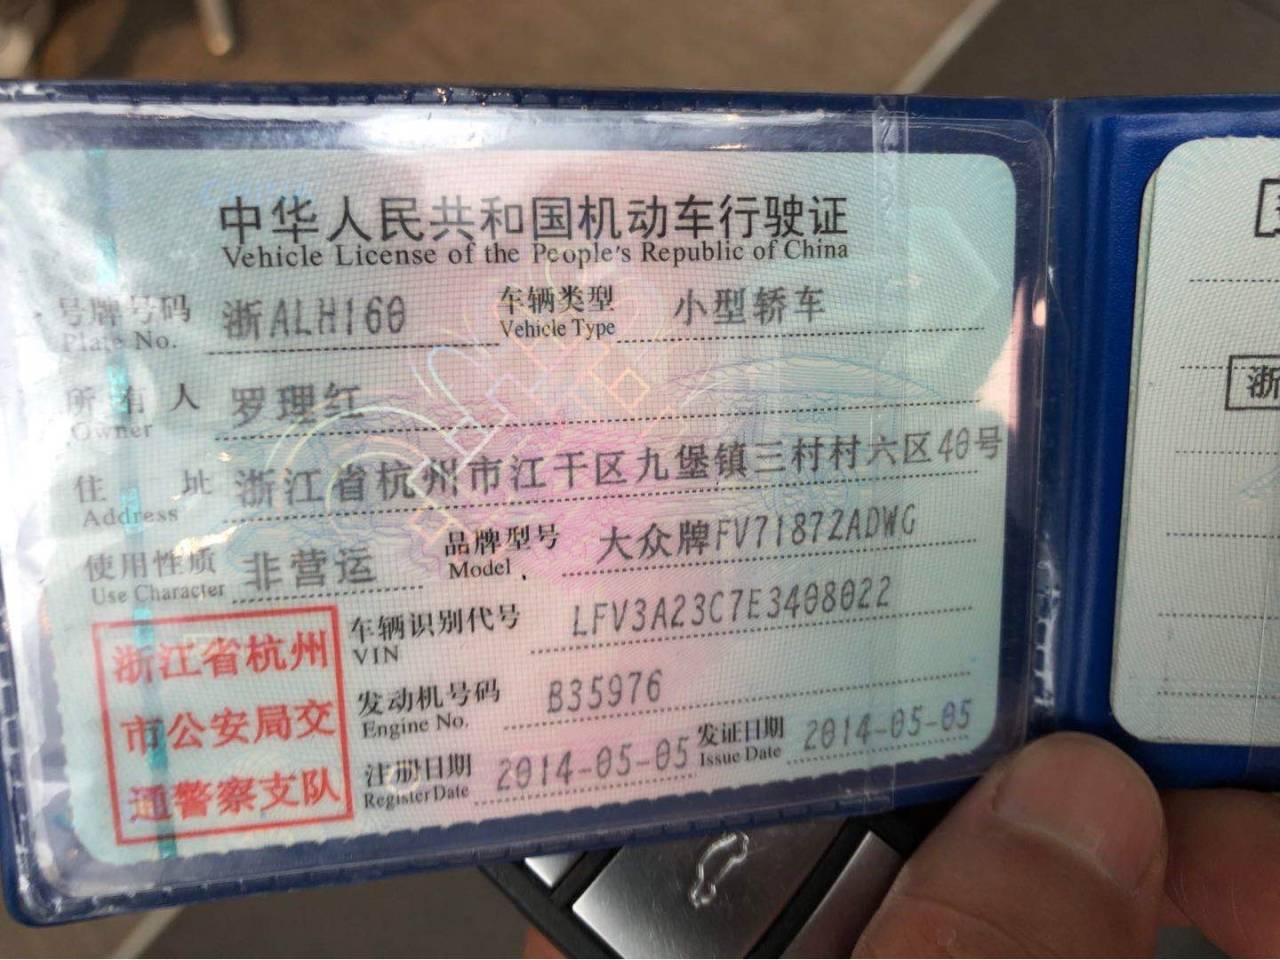 中华人民共和国机动车行驶证
Vehicle License of the People's Republic of China
号牌号码 浙ALH160 车辆类型 小型轿车
Plate No. Vehicle Type
所有人 罗理红
Owner
住址 浙江省杭州市江干区九堡镇三村村六区40号
Address
使用性质 非营运 品牌型号 大众牌FV71872ADWG
Use Character Model
浙江省杭州
市公安局交
通警察支队
车辆识别代号 LFV3A23C7E3408022
VIN
发动机号码 B35976
Engine No.
注册日期 2014-05-05 发证日期 2014-05-05
Register Date Issue Date
浙